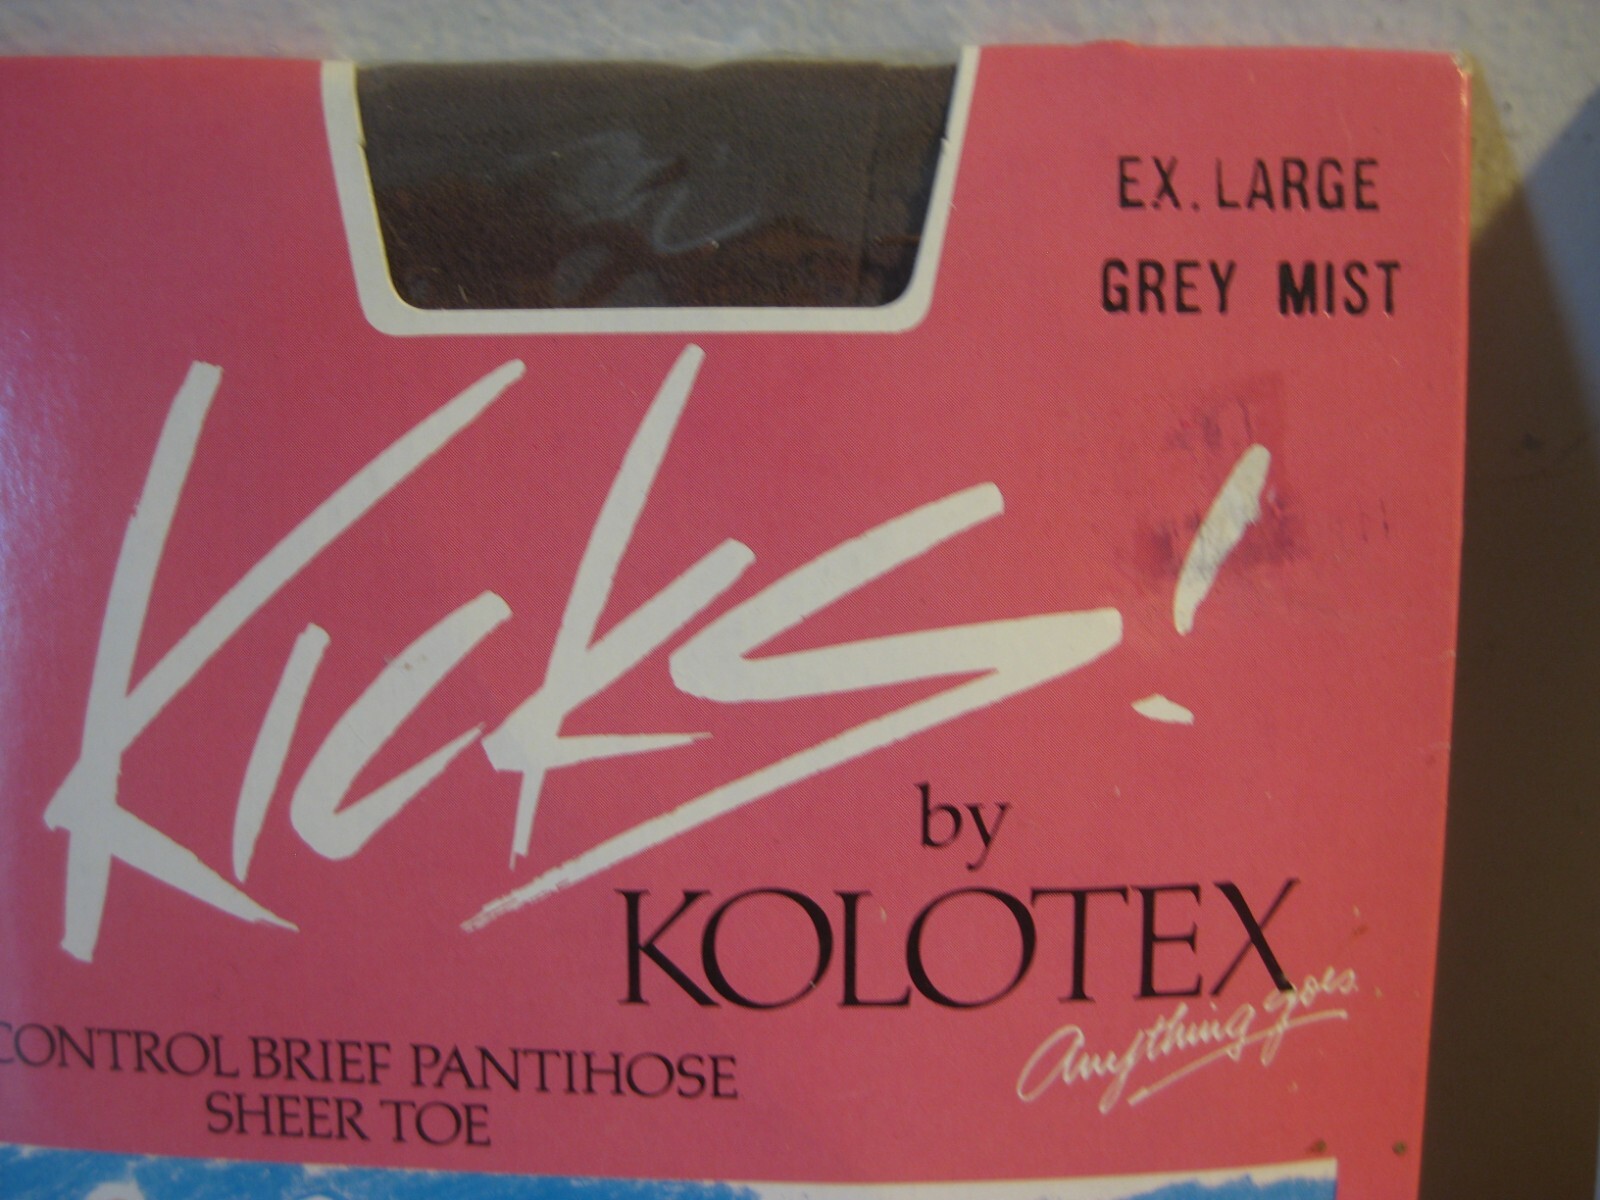 EX. LARGE
GREY MIST
Kicks!
by
KOLOTEX
Anything goes.
CONTROL BRIEF PANTIHOSE
SHEER TOE